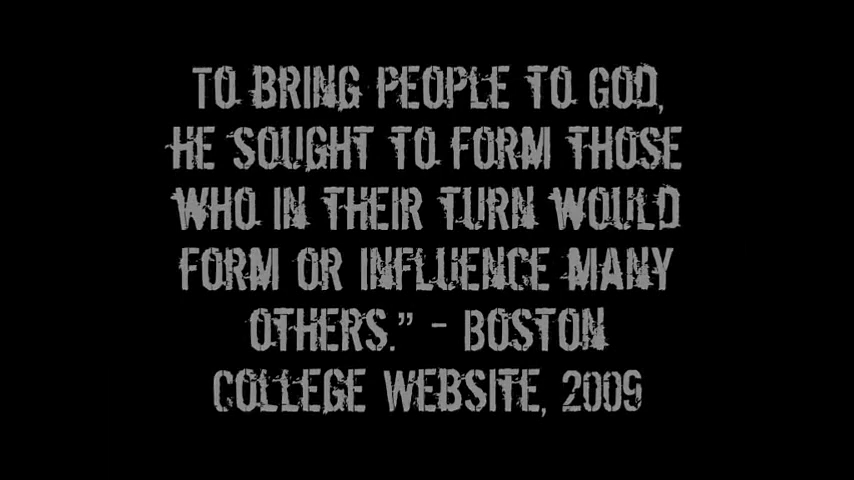 TO BRING PEOPLE TO GOD,
HE SOUGHT TO FORM THOSE
WHO IN THEIR TURN WOULD
FORM OR INFLUENCE MANY
OTHERS.” - BOSTON
COLLEGE WEBSITE, 2009